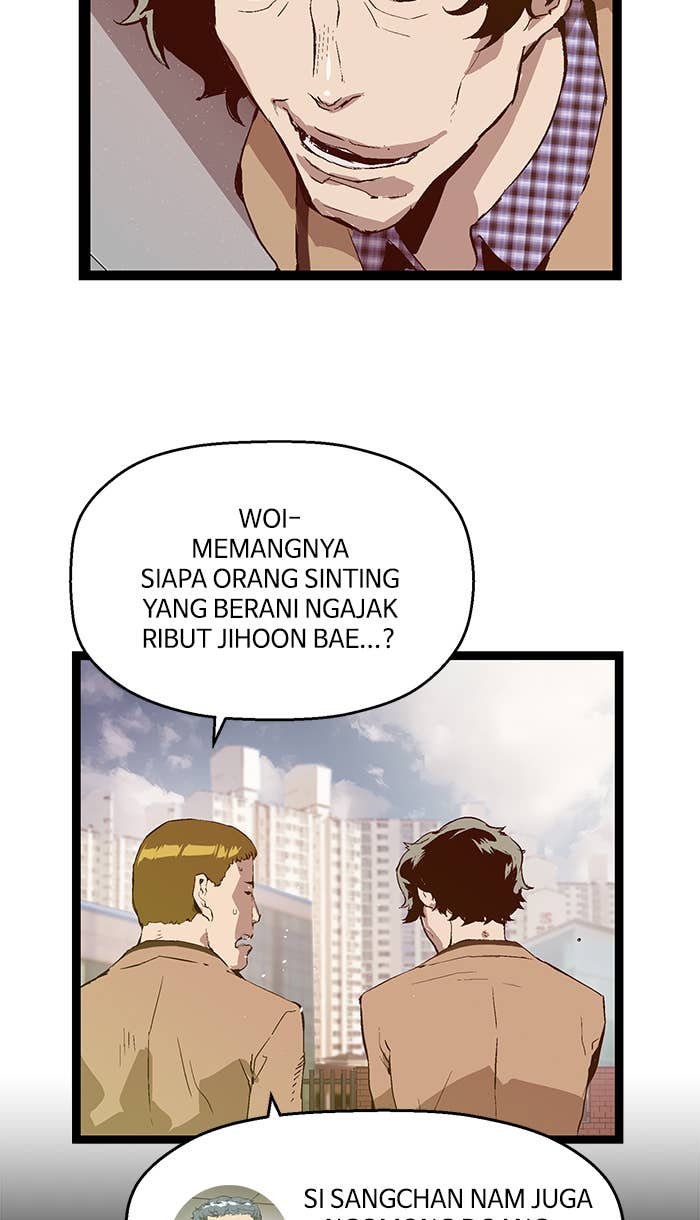 WOI-
MEMANGNYA
SIAPA ORANG SINTING
YANG BERANI NGAJAK
RIBUT JIHOON BAE...?
SI SANGCHAN NAM JUGA